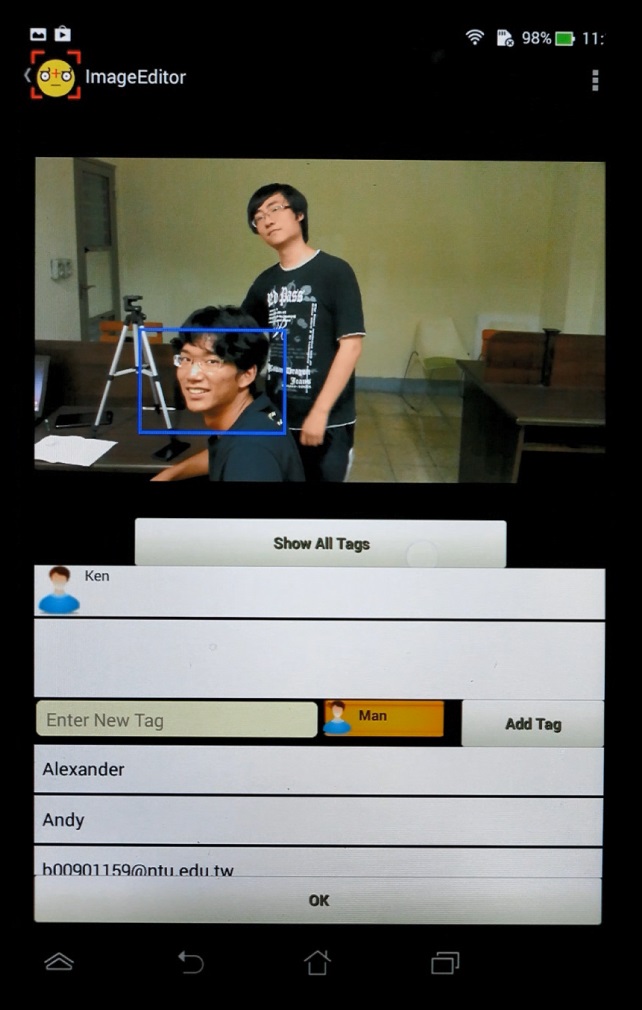 98% 11:
ImageEditor
Show All Tags
Ken
Enter New Tag
Man
Add Tag
Alexander
Andy
b00901159@ntu.edu.tw
OK